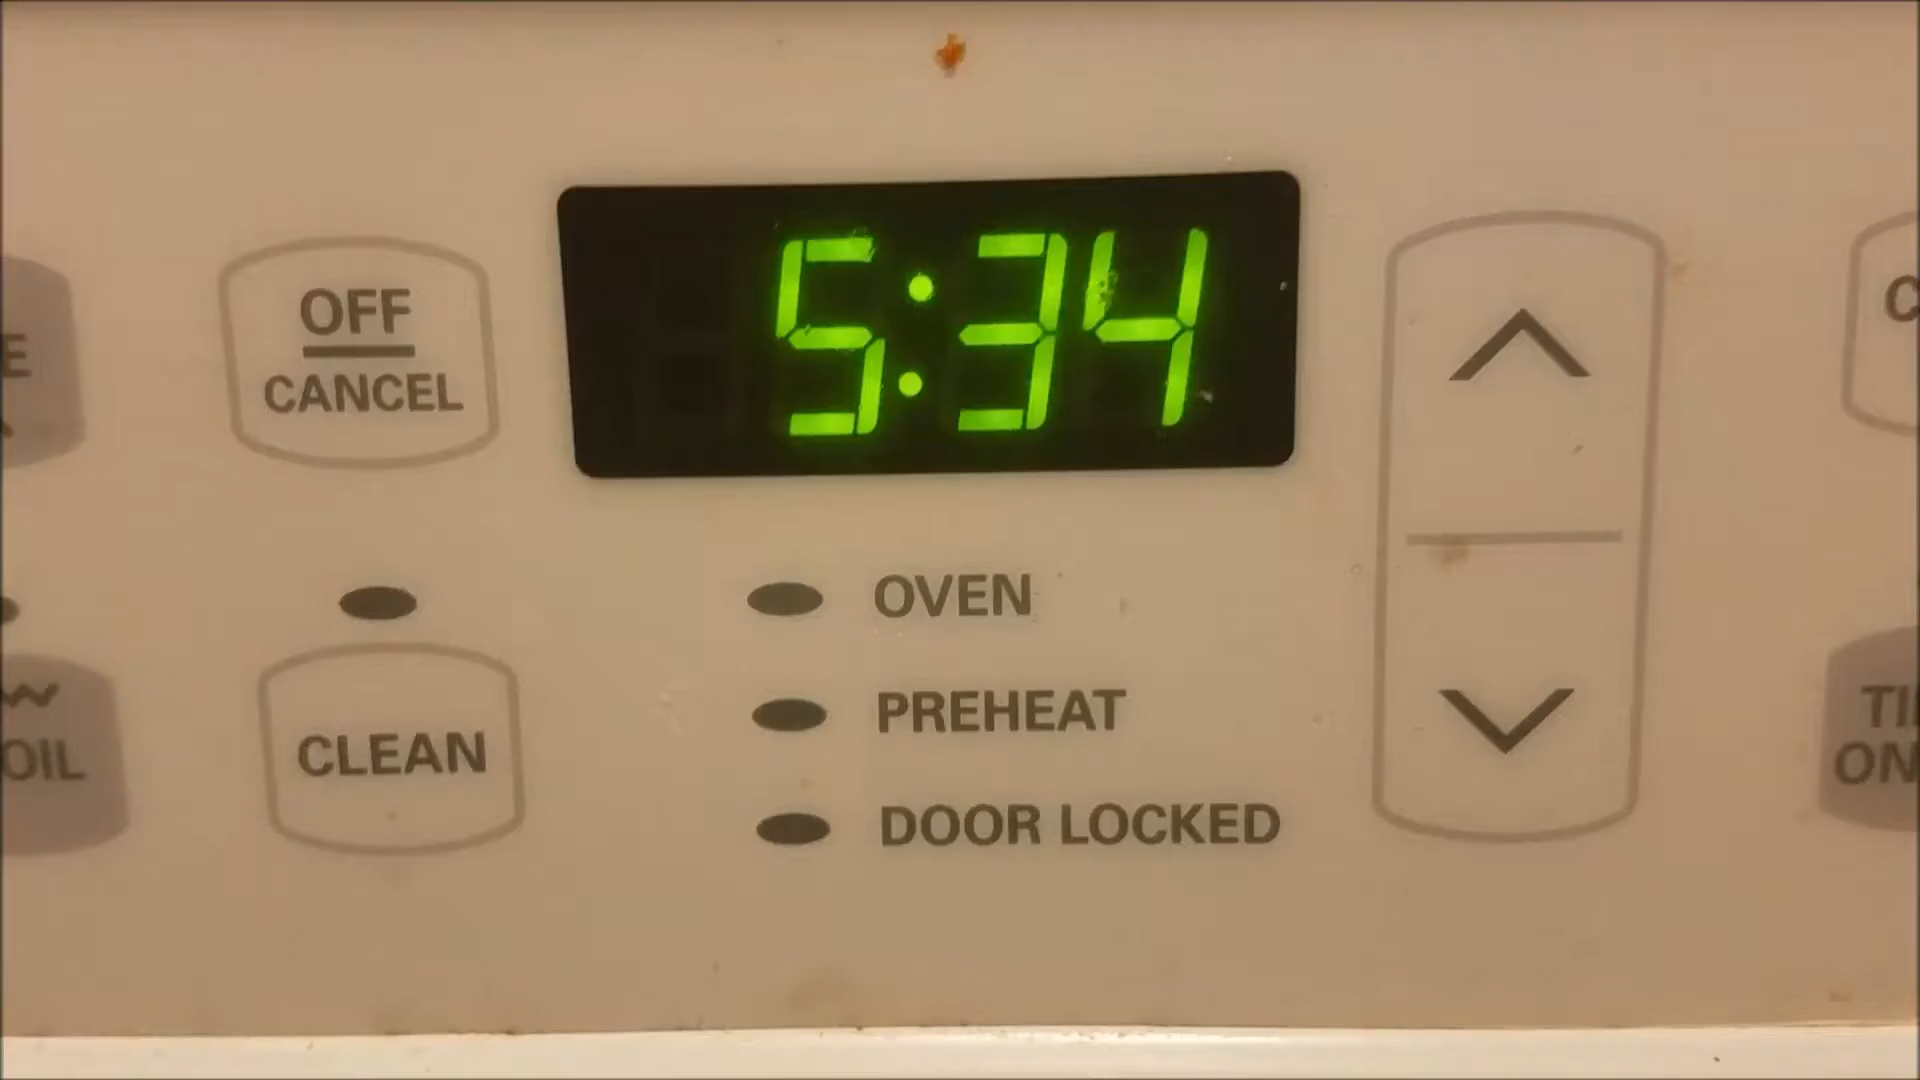 5:34
OFF
CANCEL
OVEN
PREHEAT
DOOR LOCKED
CLEAN